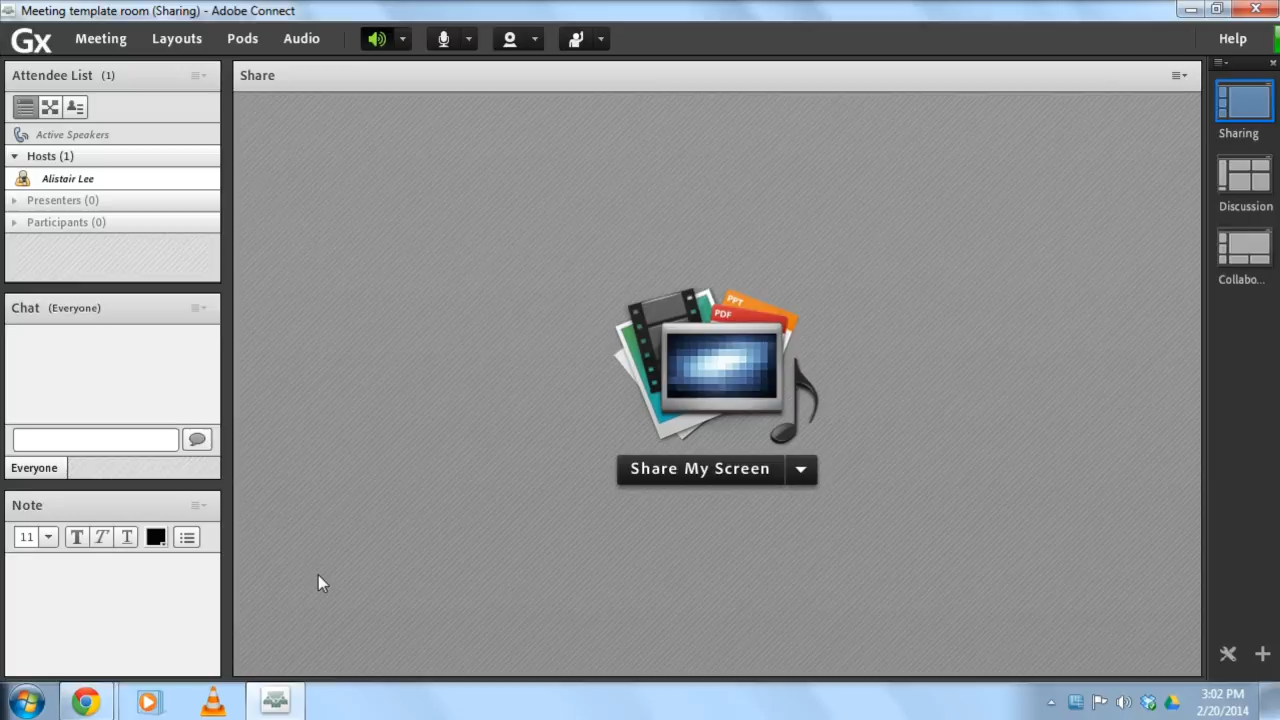 Meeting template room (Sharing) - Adobe Connect
Gx Meeting Layouts Pods Audio Help
Attendee List (1)
Active Speakers
Hosts (1)
Alistair Lee
Presenters (0)
Participants (0)
Chat (Everyone)
Everyone
Note
11 T T T
Share
PPT
PDF
Share My Screen
Sharing
Discussion
Collabo...
3:02 PM
2/20/2014